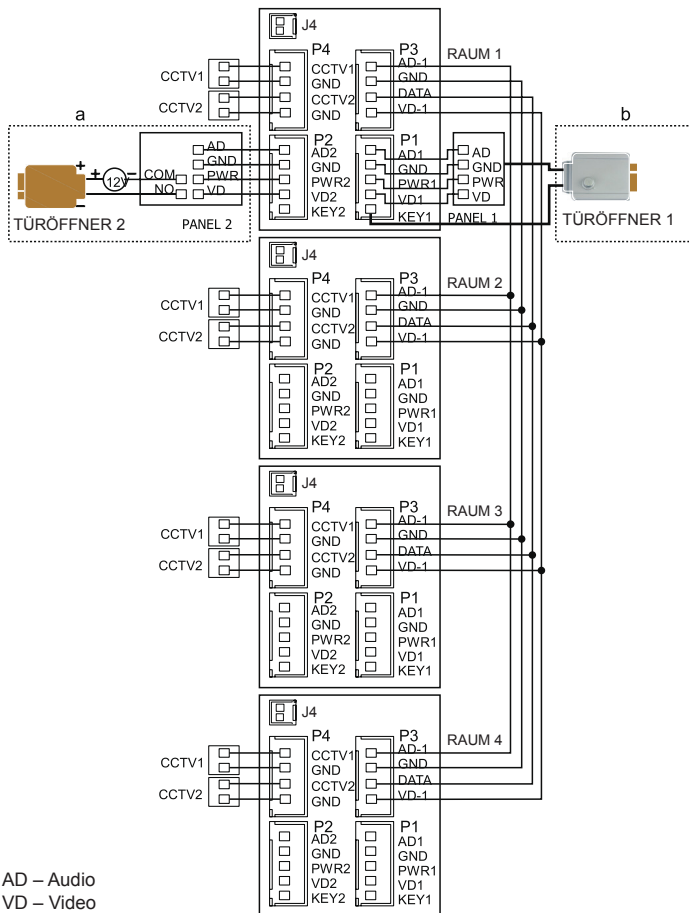 J4
P4
P3
RAUM 1
CCTV1
CCTV2
CCTV1
GND
CCTV2
GND
AD-1
GND
DATA
VD-1
a
b
P2
P1
AD
GND
PWR
VD
COM
NO
+
+
12V
–
–
AD2
GND
PWR2
VD2
KEY2
AD1
GND
PWR1
VD1
KEY1
AD
GND
PWR
VD
TÜRÖFFNER 2
PANEL 2
PANEL 1
TÜRÖFFNER 1
J4
P4
P3
RAUM 2
CCTV1
CCTV2
CCTV1
GND
CCTV2
GND
AD-1
GND
DATA
VD-1
P2
AD2
GND
PWR2
VD2
KEY2
P1
AD1
GND
PWR1
VD1
KEY1
J4
P4
P3
RAUM 3
CCTV1
CCTV2
CCTV1
GND
CCTV2
GND
AD-1
GND
DATA
VD-1
P2
AD2
GND
PWR2
VD2
KEY2
P1
AD1
GND
PWR1
VD1
KEY1
J4
P4
P3
RAUM 4
CCTV1
CCTV2
CCTV1
GND
CCTV2
GND
AD-1
GND
DATA
VD-1
P2
AD2
GND
PWR2
VD2
KEY2
P1
AD1
GND
PWR1
VD1
KEY1
AD – Audio
VD – Video